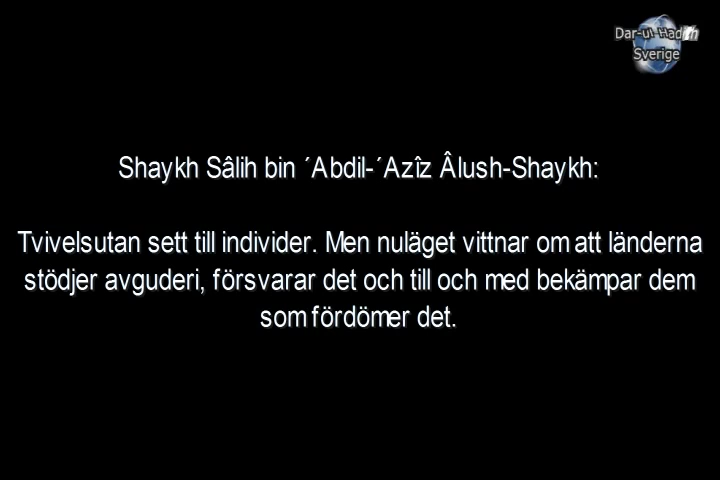 Dar-ul-Hadith
Sverige
Shaykh Sâlih bin ´Abdil-´Azîz Âlush-Shaykh:
Tvivelsutan sett till individer. Men nuläget vittnar om att länderna
stödjer avguderi, försvarar det och till och med bekämpar dem
som fördömer det.